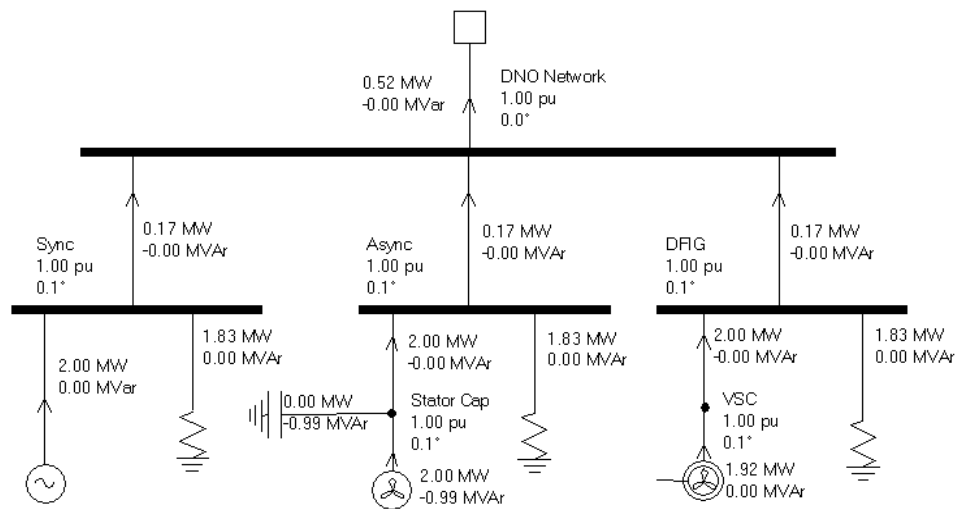 0.52 MW
-0.00 MVar
DNO Network
1.00 pu
0.0°
0.17 MW
-0.00 MVAr
Sync
1.00 pu
0.1°
0.17 MW
-0.00 MVAr
Async
1.00 pu
0.1°
0.17 MW
-0.00 MVAr
DFIG
1.00 pu
0.1°
2.00 MW
0.00 MVar
1.83 MW
0.00 MVAr
2.00 MW
-0.00 MVAr
1.83 MW
0.00 MVAr
2.00 MW
-0.00 MVAr
1.83 MW
0.00 MVAr
0.00 MW
-0.99 MVAr
Stator Cap
1.00 pu
0.1°
VSC
1.00 pu
0.1°
2.00 MW
-0.99 MVAr
1.92 MW
0.00 MVAr